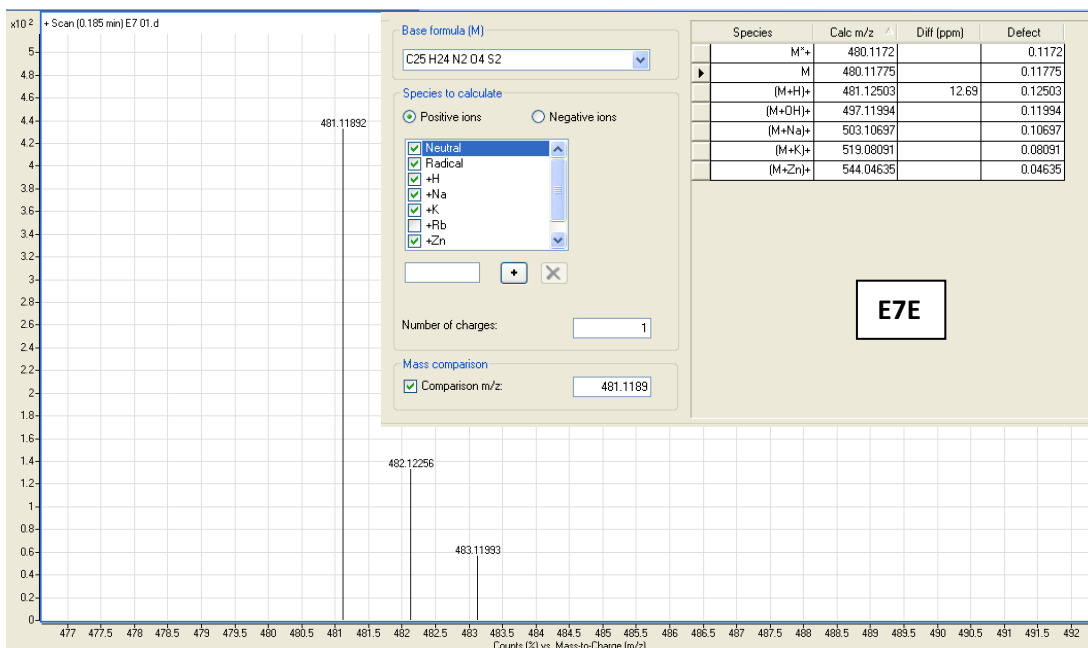 x10 2
+ Scan (0.185 min) E7 01.d
5
4.8
4.6
4.4
4.2
4
3.8
3.6
3.4
3.2
3
2.8
2.6
2.4
2.2
2
1.8
1.6
1.4
1.2
1
0.8
0.6
0.4
0.2
0
481.11892
482.12256
483.11993
477 477.5 478 478.5 479 479.5 480 480.5 481 481.5 482 482.5 483 483.5 484 484.5 485 485.5 486 486.5 487 487.5 488 488.5 489 489.5 490 490.5 491 491.5 492
Counts (%) vs. Mass-to-Charge (m/z)
Base formula (M)
C25 H24 N2 O4 S2
Species to calculate
Positive ions Negative ions
Neutral
Radical
+H
+Na
+K
+Rb
+Zn
+
Number of charges: 1
Mass comparison
Comparison m/z: 481.1189
Species Calc m/z Diff (ppm) Defect
M*+ 480.1172 0.1172
M 480.11775 0.11775
(M+H)+ 481.12503 12.69 0.12503
(M+OH)+ 497.11994 0.11994
(M+Na)+ 503.10697 0.10697
(M+K)+ 519.08091 0.08091
(M+Zn)+ 544.04635 0.04635
E7E